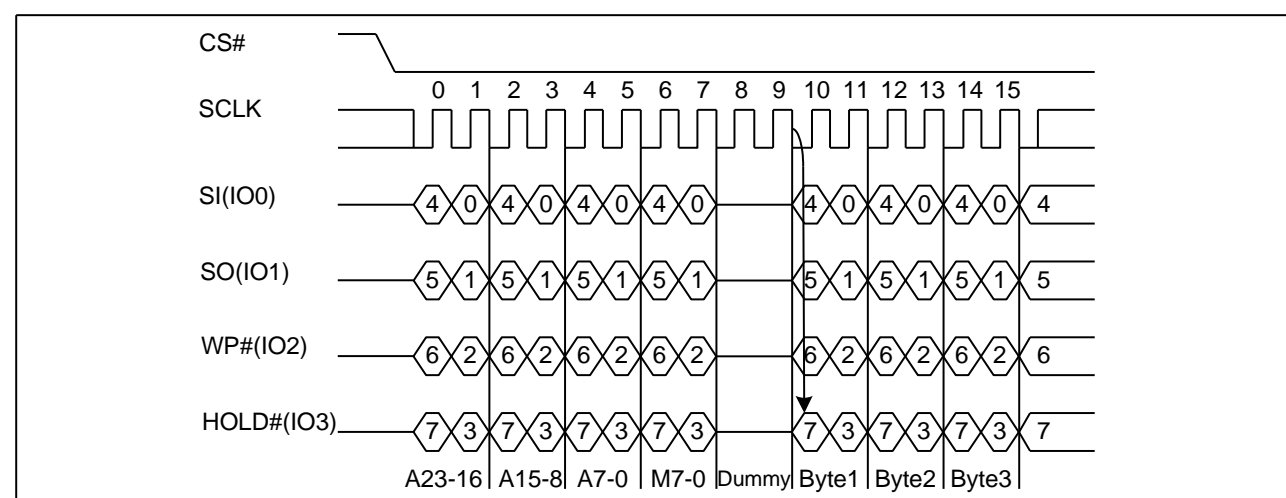 CS#
0 1 2 3 4 5 6 7 8 9 10 11 12 13 14 15
SCLK
SI(IO0) 4 0 4 0 4 0 4 0 4 0 4 0 4 0 4
SO(IO1) 5 1 5 1 5 1 5 1 5 1 5 1 5 1 5
WP#(IO2) 6 2 6 2 6 2 6 2 6 2 6 2 6 2 6
HOLD#(IO3) 7 3 7 3 7 3 7 3 7 3 7 3 7 3 7
A23-16 A15-8 A7-0 M7-0 Dummy Byte1 Byte2 Byte3